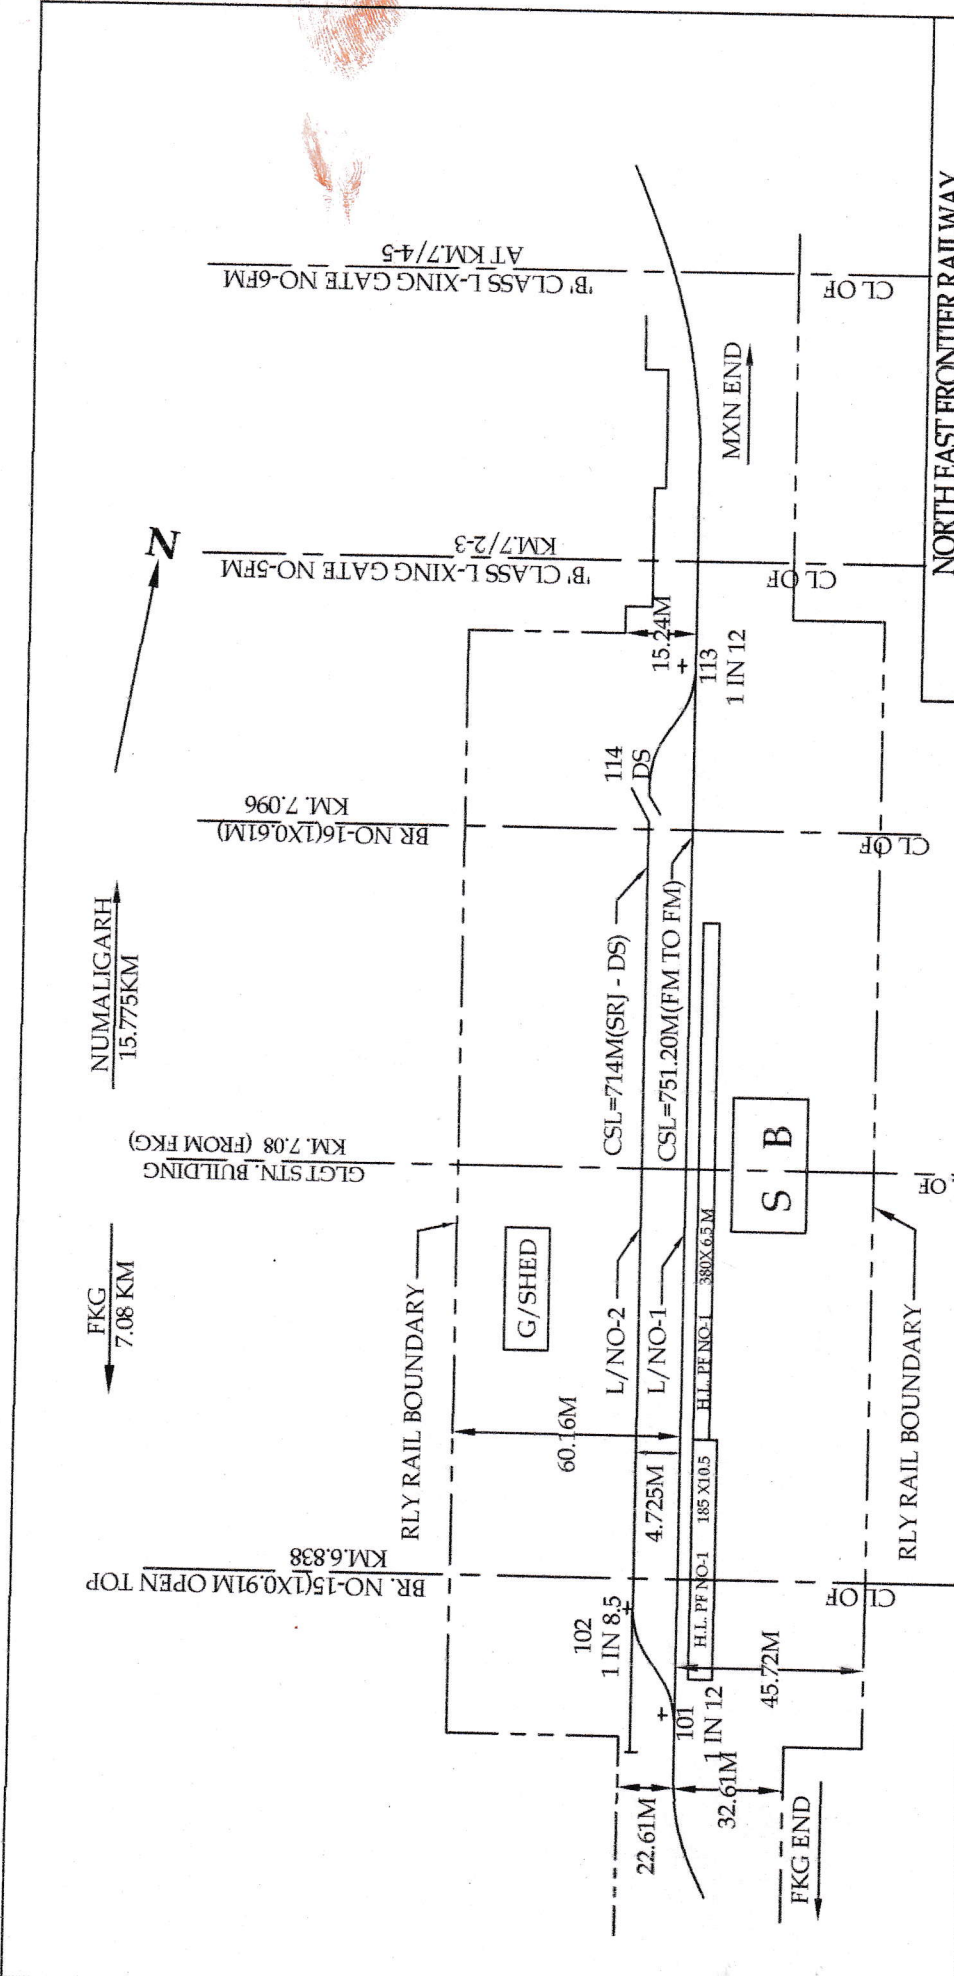 N
NUMALIGARH
15.775KM
FKG
7.08 KM
BR. NO-15(1X0.91M OPEN TOP
KM.6.838
GLGT STN. BUILDING
KM. 7.08 (FROM FKG)
BR NO-16(1X0.61M)
KM. 7.096
'B' CLASS L-XING GATE NO-5FM
KM.7/2-3
'B' CLASS L-XING GATE NO-6FM
AT KM.7/4-5
RLY RAIL BOUNDARY
G/SHED
60.16M
4.725M
L/NO-2
L/NO-1
CSL=714M(SRJ - DS)
CSL=751.20M(FM TO FM)
102
1 IN 8.5
101
1 IN 12
114
DS
113
1 IN 12
15.24M
22.61M
32.61M
45.72M
H.L. PF NO-1 185 X10.5
H.L. PF NO-1 380X 6.5 M
S B
MXN END
FKG END
RLY RAIL BOUNDARY
CL OF
OF
CL OF
CL OF
CL OF
NORTH EAST FRONTIER RAILWAY